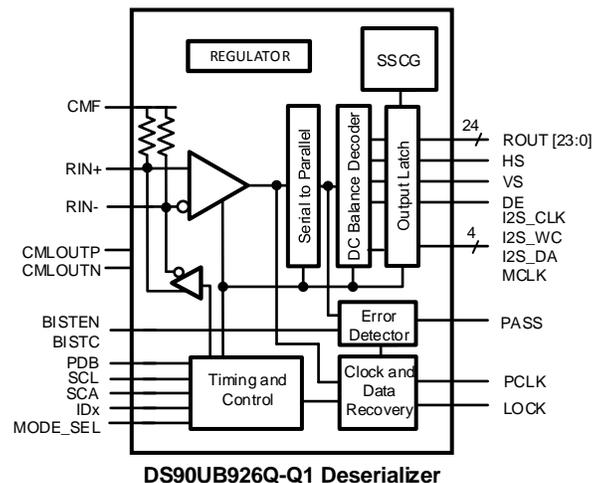 REGULATOR
SSCG
CMF
RIN+
RIN-
CMLOUTP
CMLOUTN
BISTEN
BISTC
PDB
SCL
SCA
IDx
MODE_SEL
Serial to Parallel
DC Balance Decoder
Output Latch
Error
Detector
Timing and
Control
Clock and
Data
Recovery
24
ROUT [23:0]
HS
VS
DE
I2S_CLK
4
I2S_WC
I2S_DA
MCLK
PASS
PCLK
LOCK
DS90UB926Q-Q1 Deserializer